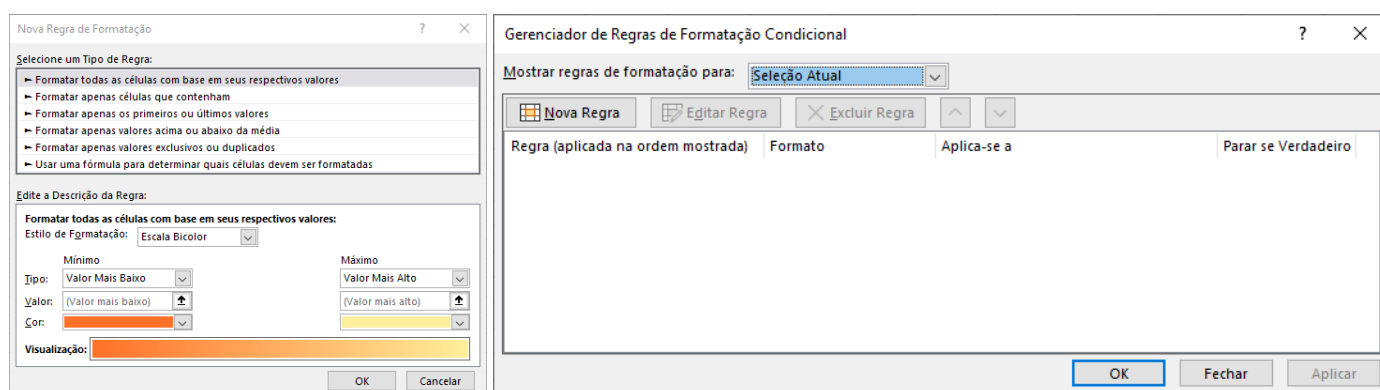 Nova Regra de Formatação ?
Selecione um Tipo de Regra:
► Formatar todas as células com base em seus respectivos valores
► Formatar apenas células que contenham
► Formatar apenas os primeiros ou últimos valores
► Formatar apenas valores acima ou abaixo da média
► Formatar apenas valores exclusivos ou duplicados
► Usar uma fórmula para determinar quais células devem ser formatadas
Edite a Descrição da Regra:
Formatar todas as células com base em seus respectivos valores:
Estilo de Formatação: Escala Bicolor
Mínimo Máximo
Tipo: Valor Mais Baixo Valor Mais Alto
Valor: (Valor mais baixo) (Valor mais alto)
Cor:
Visualização:
OK Cancelar
Gerenciador de Regras de Formatação Condicional ?
Mostrar regras de formatação para: Seleção Atual
Nova Regra Editar Regra Excluir Regra
Regra (aplicada na ordem mostrada) Formato Aplica-se a Parar se Verdadeiro
OK Fechar Aplicar